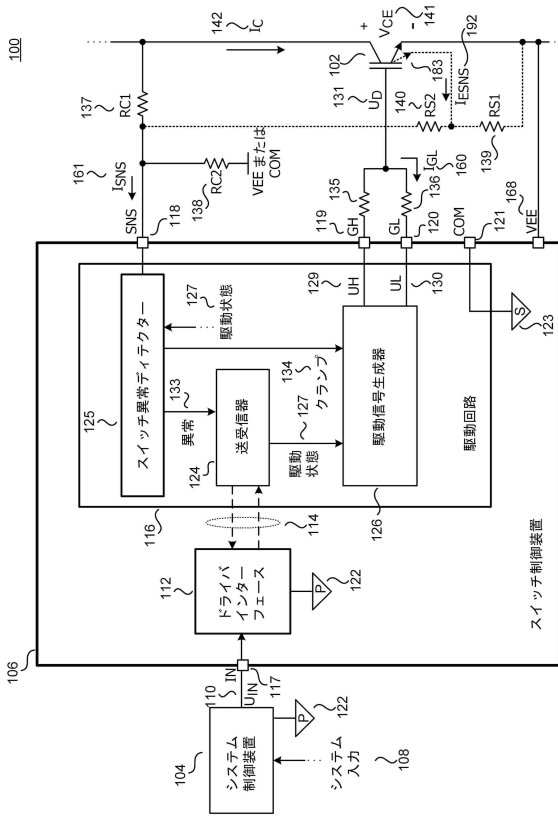 100
142
IC
+
VCE
-
141
192
102
183
IESNS
131
UD
140
RS2
RS1
139
137
RC1
161
ISNS
RC2
138
VEE または
COM
IGL
160
135
136
SNS
118
119
GH
GL
120
COM
121
168
VEE
129
UH
UL
130
S
123
127
駆動状態
125
スイッチ異常ディテクター
133
異常
134
クランプ
送受信器
124
127
駆動
状態
駆動信号生成器
126
駆動回路
116
114
112
ドライバ
インター
フェース
P
122
スイッチ制御装置
106
IN
110
UIN
117
104
システム
制御装置
P
122
システム
入力
108